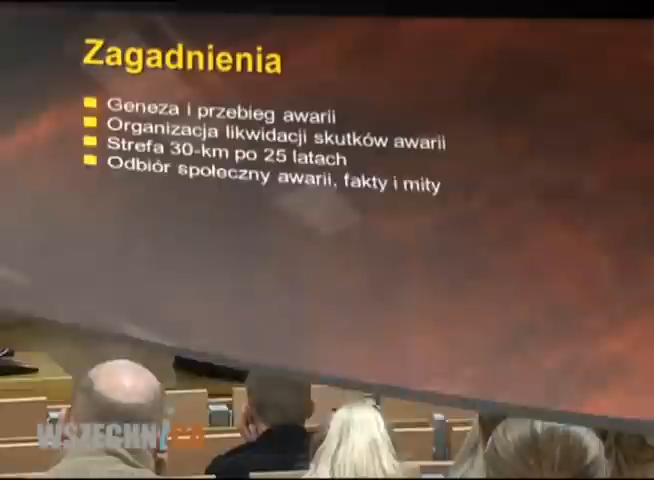 Zagadnienia
Geneza i przebieg awarii
Organizacja likwidacji skutków awarii
Strefa 30-km po 25 latach
Odbiór społeczny awarii, fakty i mity
WSZECHNICA